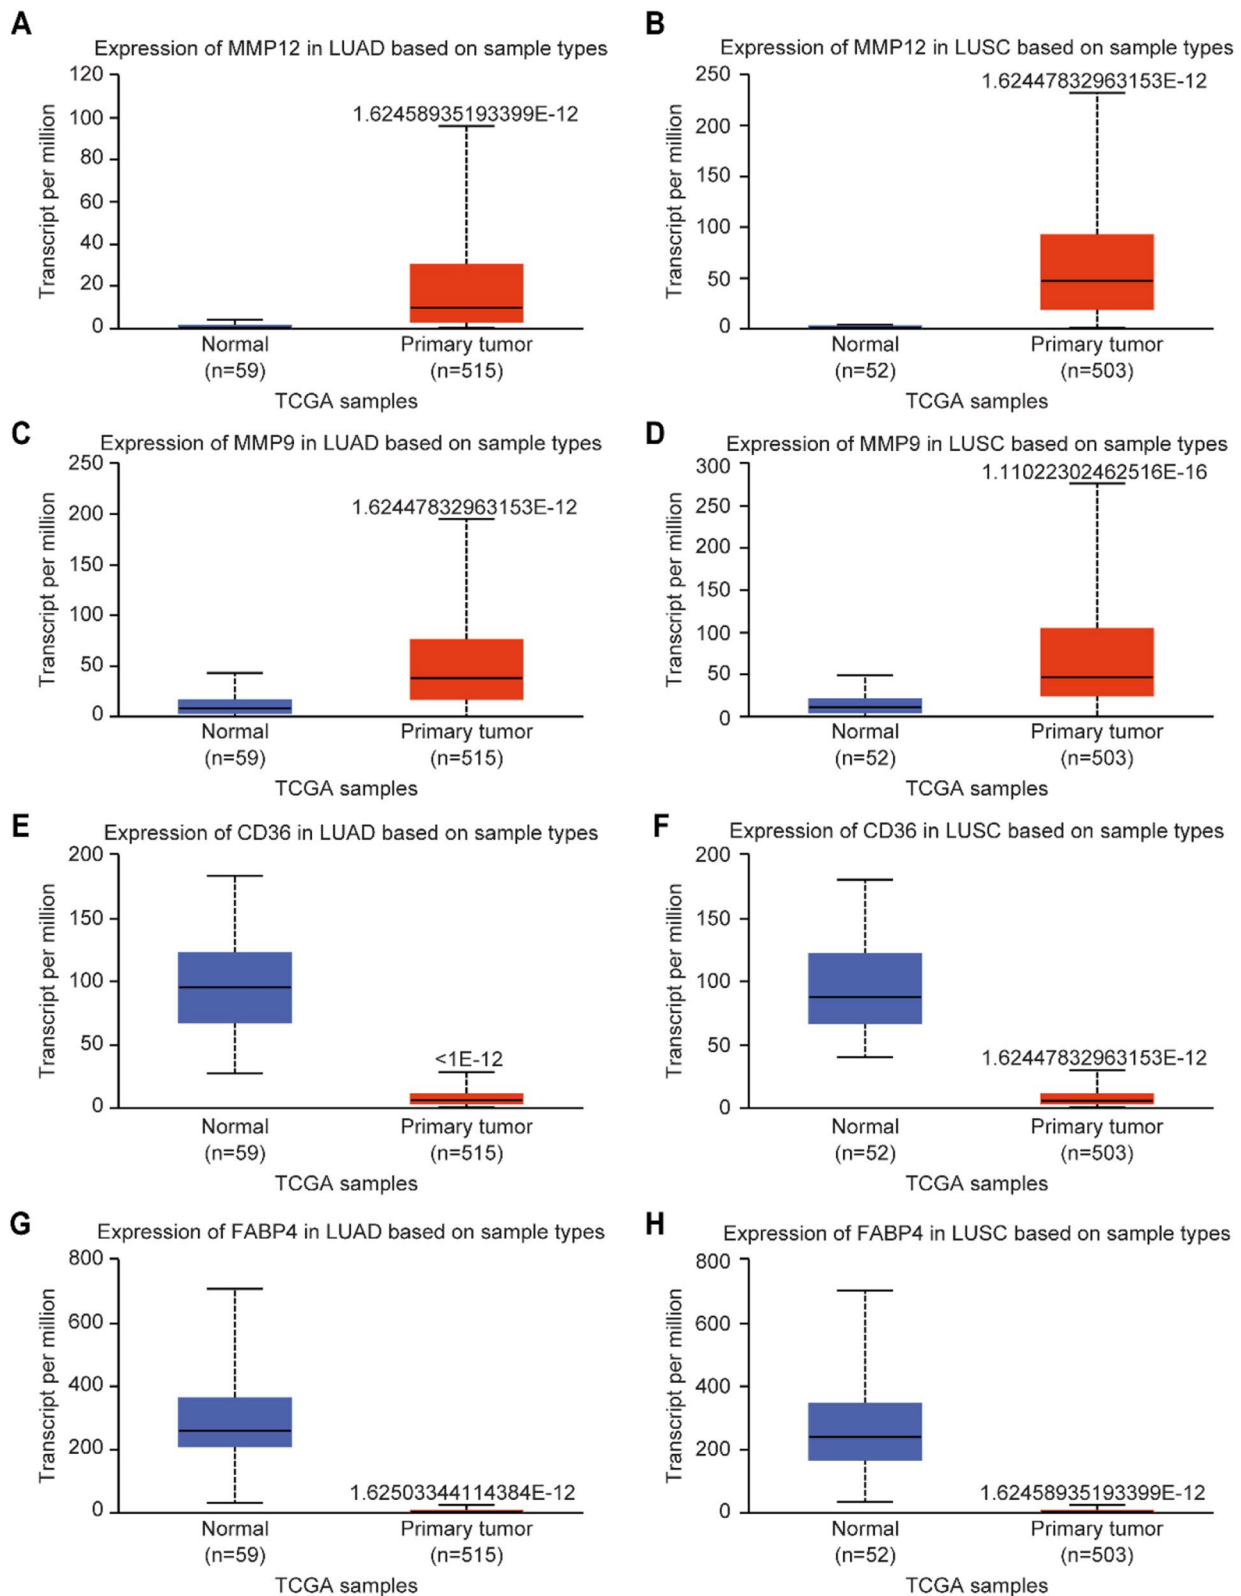 A
Expression of MMP12 in LUAD based on sample types
Transcript per million
120
100
80
60
40
20
0
1.62458935193399E-12
Normal
(n=59)
Primary tumor
(n=515)
TCGA samples
B
Expression of MMP12 in LUSC based on sample types
Transcript per million
250
200
150
100
50
0
1.62447832963153E-12
Normal
(n=52)
Primary tumor
(n=503)
TCGA samples
C
Expression of MMP9 in LUAD based on sample types
Transcript per million
250
200
150
100
50
0
1.62447832963153E-12
Normal
(n=59)
Primary tumor
(n=515)
TCGA samples
D
Expression of MMP9 in LUSC based on sample types
Transcript per million
300
250
200
150
100
50
0
1.11022302462516E-16
Normal
(n=52)
Primary tumor
(n=503)
TCGA samples
E
Expression of CD36 in LUAD based on sample types
Transcript per million
200
150
100
50
0
<1E-12
Normal
(n=59)
Primary tumor
(n=515)
TCGA samples
F
Expression of CD36 in LUSC based on sample types
Transcript per million
200
150
100
50
0
1.62447832963153E-12
Normal
(n=52)
Primary tumor
(n=503)
TCGA samples
G
Expression of FABP4 in LUAD based on sample types
Transcript per million
800
600
400
200
0
1.62503344114384E-12
Normal
(n=59)
Primary tumor
(n=515)
TCGA samples
H
Expression of FABP4 in LUSC based on sample types
Transcript per million
800
600
400
200
0
1.62458935193399E-12
Normal
(n=52)
Primary tumor
(n=503)
TCGA samples